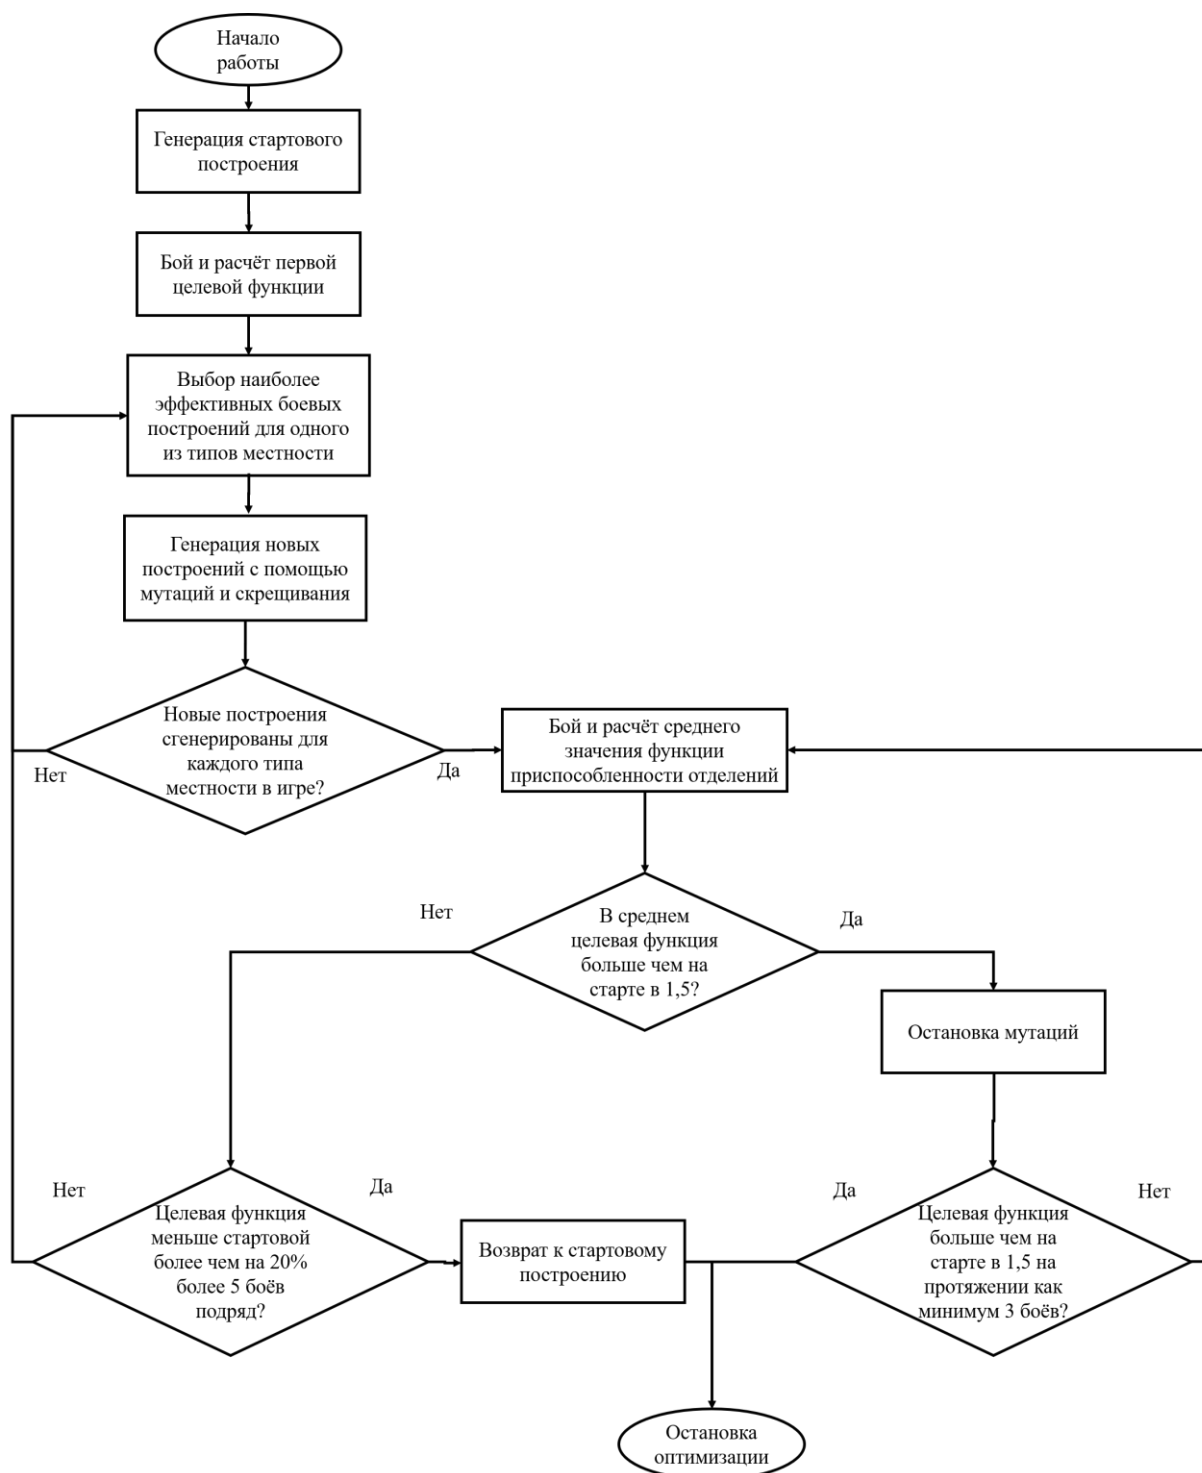 Начало
работы
Генерация стартового
построения
Бой и расчёт первой
целевой функции
Выбор наиболее
эффективных боевых
построений для одного
из типов местности
Генерация новых
построений с помощью
мутаций и скрещивания
Новые построения
сгенерированы для
каждого типа
местности в игре?
Нет
Да
Бой и расчёт среднего
значения функции
приспособленности отделений
В среднем
целевая функция
больше чем на
старте в 1,5?
Нет
Да
Остановка мутаций
Целевая функция
меньше стартовой
более чем на 20%
более 5 боёв
подряд?
Нет
Да
Возврат к стартовому
построению
Целевая функция
больше чем на
старте в 1,5 на
протяжении как
минимум 3 боёв?
Да
Нет
Остановка
оптимизации